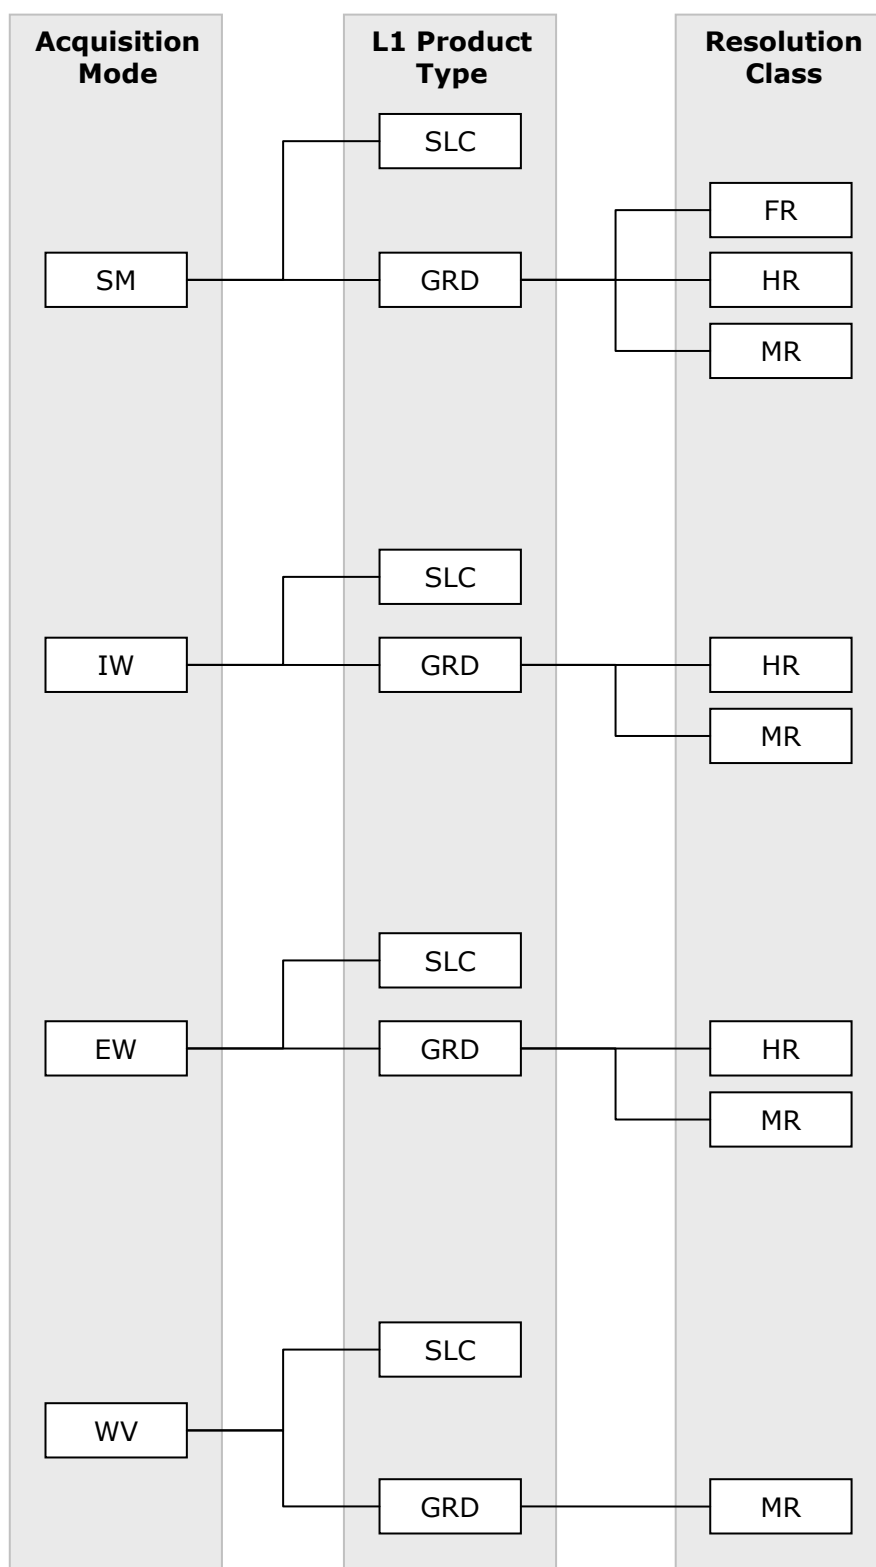 Acquisition
Mode
L1 Product
Type
Resolution
Class
SLC
FR
SM
GRD
HR
MR
SLC
IW
GRD
HR
MR
SLC
EW
GRD
HR
MR
SLC
WV
GRD
MR